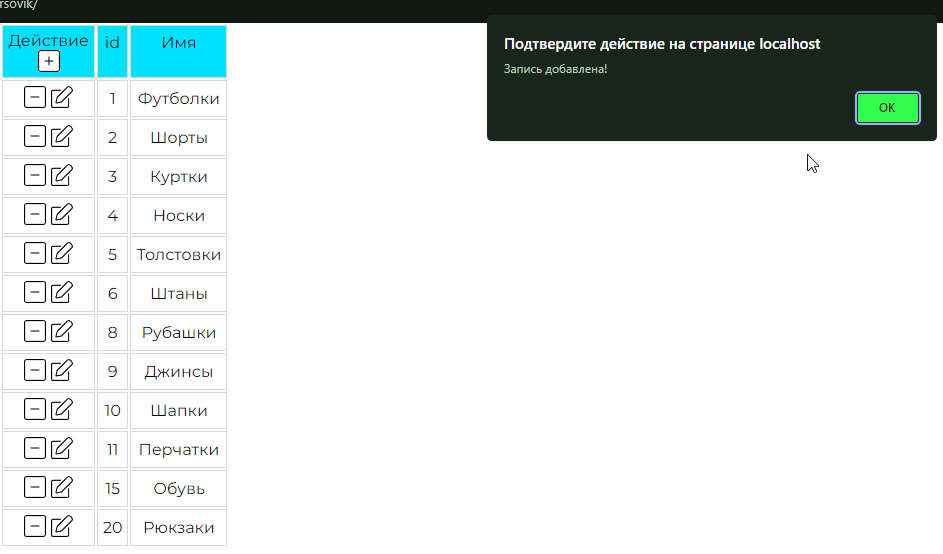 rsovik/
Действие id Имя
1 Футболки
2 Шорты
3 Куртки
4 Носки
5 Толстовки
6 Штаны
8 Рубашки
9 Джинсы
10 Шапки
11 Перчатки
15 Обувь
20 Рюкзаки
Подтвердите действие на странице localhost
Запись добавлена!
ОК